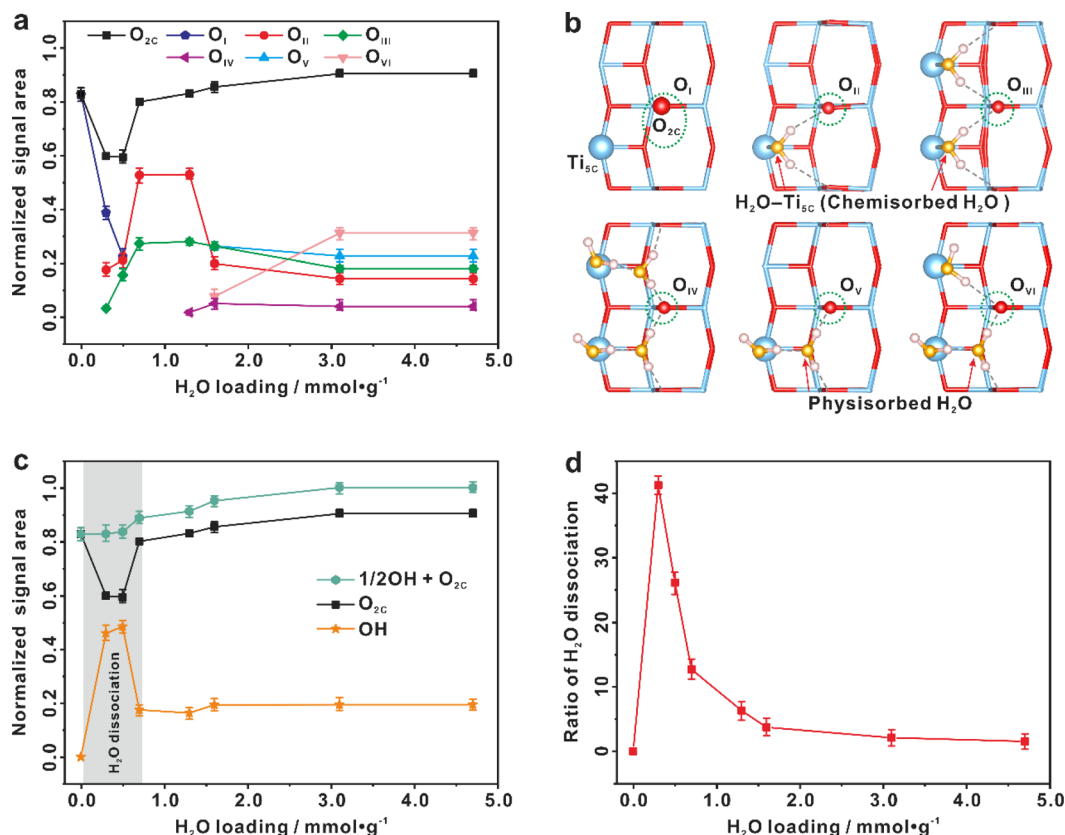 a
O2C OI OII OIII
OIV OV OVI
Normalized signal area
0.0 0.2 0.4 0.6 0.8 1.0
0.0 1.0 2.0 3.0 4.0 5.0
H2O loading / mmol•g-1
b
OI
O2C
Ti5C
OII
OIII
H2O–Ti5C (Chemisorbed H2O )
OIV
OV
OVI
Physisorbed H2O
c
Normalized signal area
0.0 0.2 0.4 0.6 0.8 1.0
H2O dissociation
1/2OH + O2C
O2C
OH
0.0 1.0 2.0 3.0 4.0 5.0
H2O loading / mmol•g-1
d
Ratio of H2O dissociation
0 10 20 30 40
0.0 1.0 2.0 3.0 4.0 5.0
H2O loading / mmol•g-1